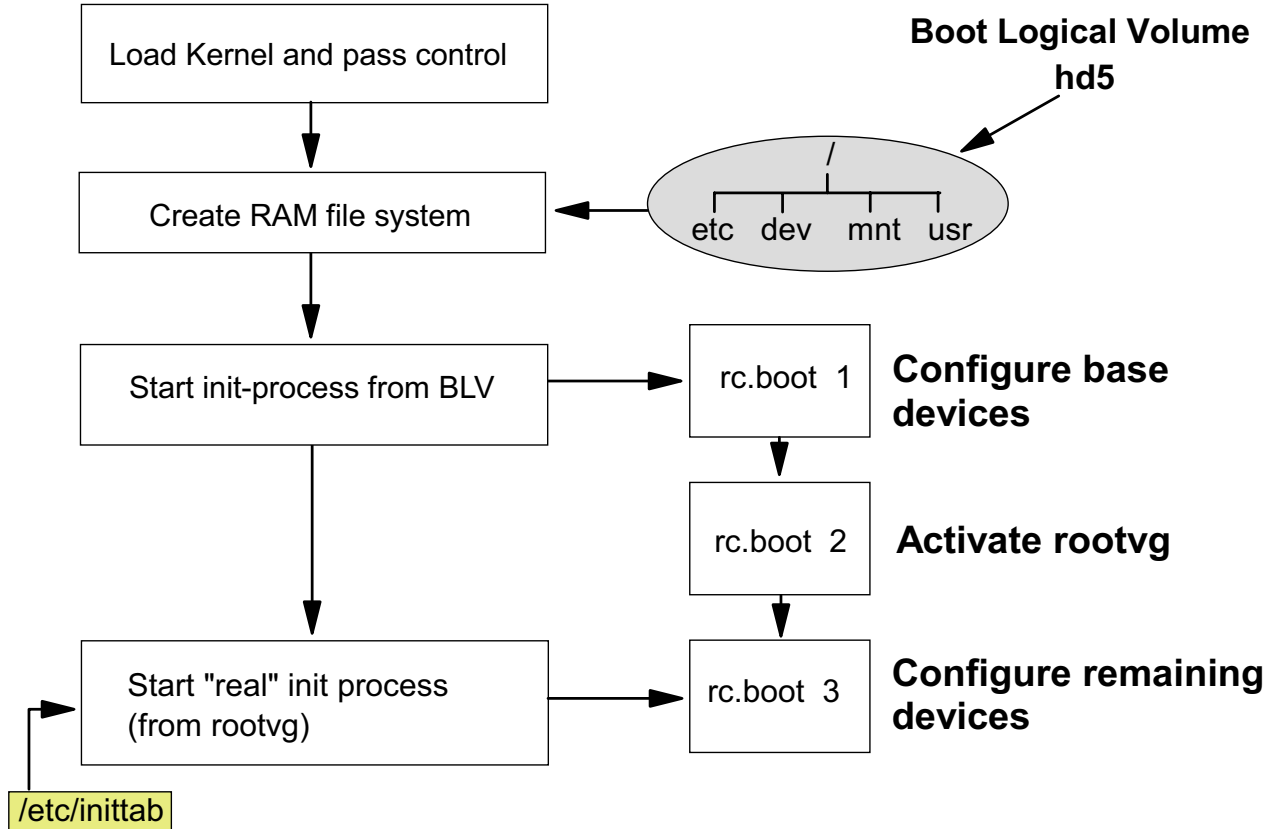 Load Kernel and pass control
Boot Logical Volume
hd5
/
etc dev mnt usr
Create RAM file system
Start init-process from BLV
rc.boot 1
Configure base
devices
rc.boot 2
Activate rootvg
Start "real" init process
(from rootvg)
rc.boot 3
Configure remaining
devices
/etc/inittab